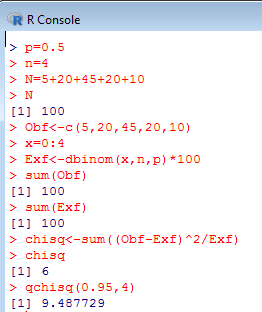 R Console
> p=0.5
> n=4
> N=5+20+45+20+10
> N
[1] 100
> Obf<-c(5,20,45,20,10)
> x=0:4
> Exf<-dbinom(x,n,p)*100
> sum(Obf)
[1] 100
> sum(Exf)
[1] 100
> chisq<-sum((Obf-Exf)^2/Exf)
> chisq
[1] 6
> qchisq(0.95,4)
[1] 9.487729